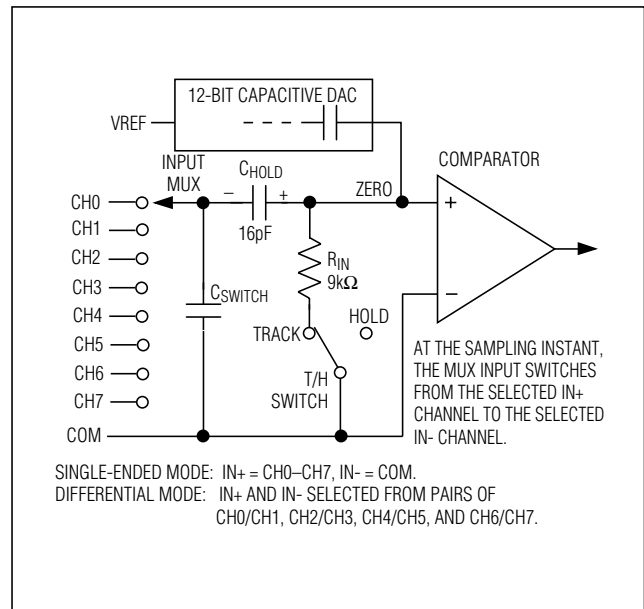 12-BIT CAPACITIVE DAC
VREF
INPUT
MUX
CHOLD
− +
16pF
ZERO
COMPARATOR
+
−
CH0
CH1
CH2
CH3
CH4
CH5
CH6
CH7
COM
CSWITCH
RIN
9kΩ
TRACK
HOLD
T/H
SWITCH
AT THE SAMPLING INSTANT,
THE MUX INPUT SWITCHES
FROM THE SELECTED IN+
CHANNEL TO THE SELECTED
IN- CHANNEL.
SINGLE-ENDED MODE: IN+ = CH0–CH7, IN- = COM.
DIFFERENTIAL MODE: IN+ AND IN- SELECTED FROM PAIRS OF
CH0/CH1, CH2/CH3, CH4/CH5, AND CH6/CH7.